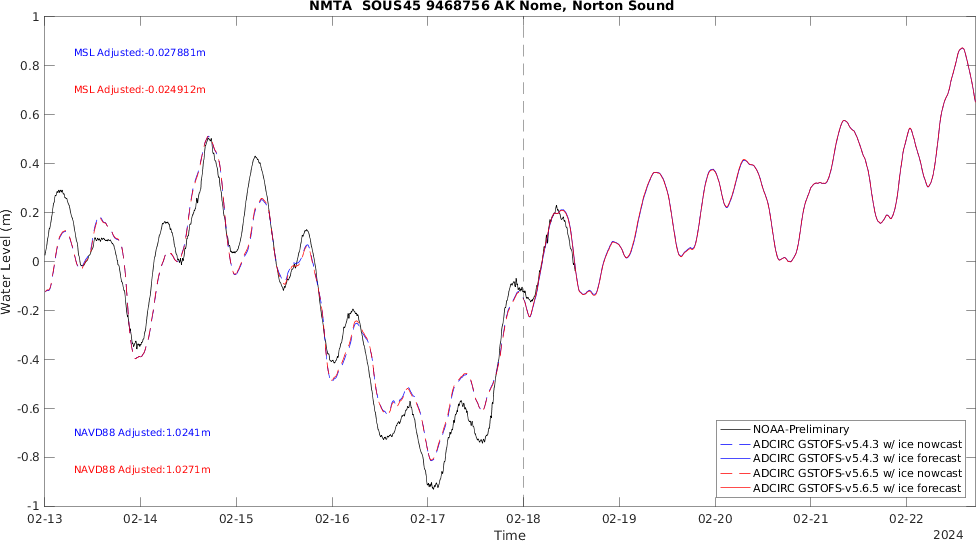 NMTA  SOUS45 9468756 AK Nome, Norton Sound
1
0.8
0.6
0.4
0.2
0
-0.2
-0.4
-0.6
-0.8
-1
Water Level (m)
MSL Adjusted:-0.027881m
MSL Adjusted:-0.024912m
NAVD88 Adjusted:1.0241m
NAVD88 Adjusted:1.0271m
NOAA-Preliminary
ADCIRC GSTOFS-v5.4.3 w/ ice nowcast
ADCIRC GSTOFS-v5.4.3 w/ ice forecast
ADCIRC GSTOFS-v5.6.5 w/ ice nowcast
ADCIRC GSTOFS-v5.6.5 w/ ice forecast
02-13 02-14 02-15 02-16 02-17 02-18 02-19 02-20 02-21 02-22
Time
2024